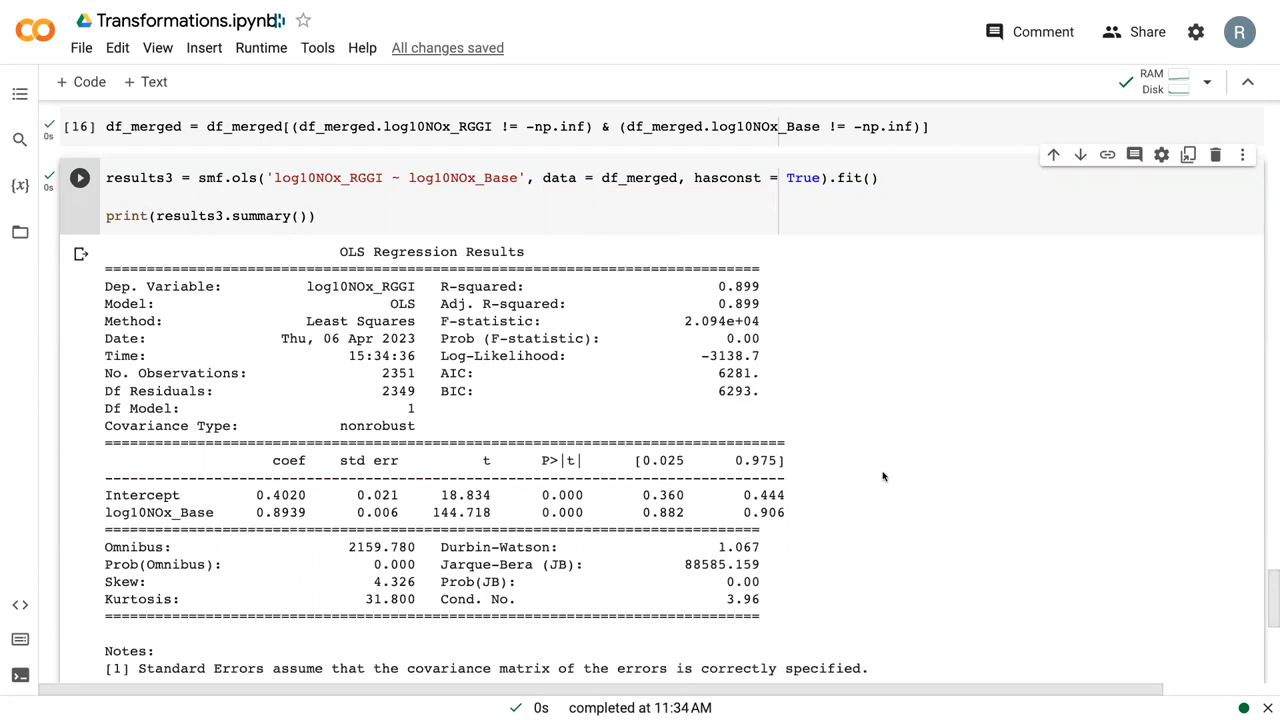 Transformations.ipynb
File Edit View Insert Runtime Tools Help All changes saved
Comment Share R
+ Code + Text
RAM
Disk
[16] df_merged = df_merged[(df_merged.log10NOx_RGGI != -np.inf) & (df_merged.log10NOx_Base != -np.inf)]
0s
results3 = smf.ols('log10NOx_RGGI ~ log10NOx_Base', data = df_merged, hasconst = True).fit()
0s
print(results3.summary())
OLS Regression Results
==============================================================================
Dep. Variable: log10NOx_RGGI R-squared: 0.899
Model: OLS Adj. R-squared: 0.899
Method: Least Squares F-statistic: 2.094e+04
Date: Thu, 06 Apr 2023 Prob (F-statistic): 0.00
Time: 15:34:36 Log-Likelihood: -3138.7
No. Observations: 2351 AIC: 6281.
Df Residuals: 2349 BIC: 6293.
Df Model: 1
Covariance Type: nonrobust
=================================================================================
coef std err t P>|t| [0.025 0.975]
---------------------------------------------------------------------------------
Intercept 0.4020 0.021 18.834 0.000 0.360 0.444
log10NOx_Base 0.8939 0.006 144.718 0.000 0.882 0.906
==============================================================================
Omnibus: 2159.780 Durbin-Watson: 1.067
Prob(Omnibus): 0.000 Jarque-Bera (JB): 88585.159
Skew: 4.326 Prob(JB): 0.00
Kurtosis: 31.800 Cond. No. 3.96
==============================================================================
Notes:
[1] Standard Errors assume that the covariance matrix of the errors is correctly specified.
0s completed at 11:34 AM